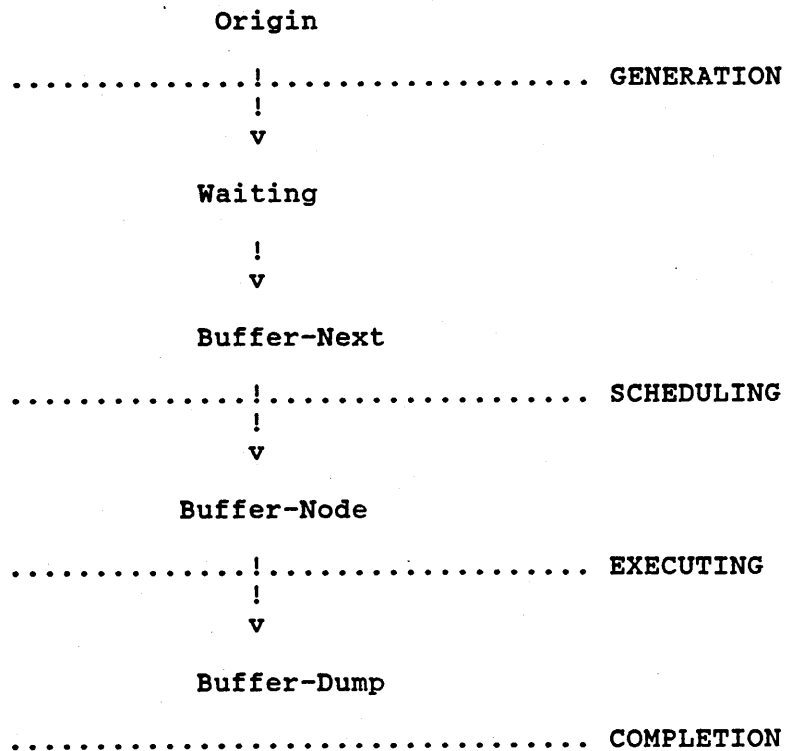 Origin
..............!................... GENERATION
!
v
Waiting
!
v
Buffer-Next
..............!................... SCHEDULING
!
v
Buffer-Node
..............!................... EXECUTING
!
v
Buffer-Dump
.................................. COMPLETION